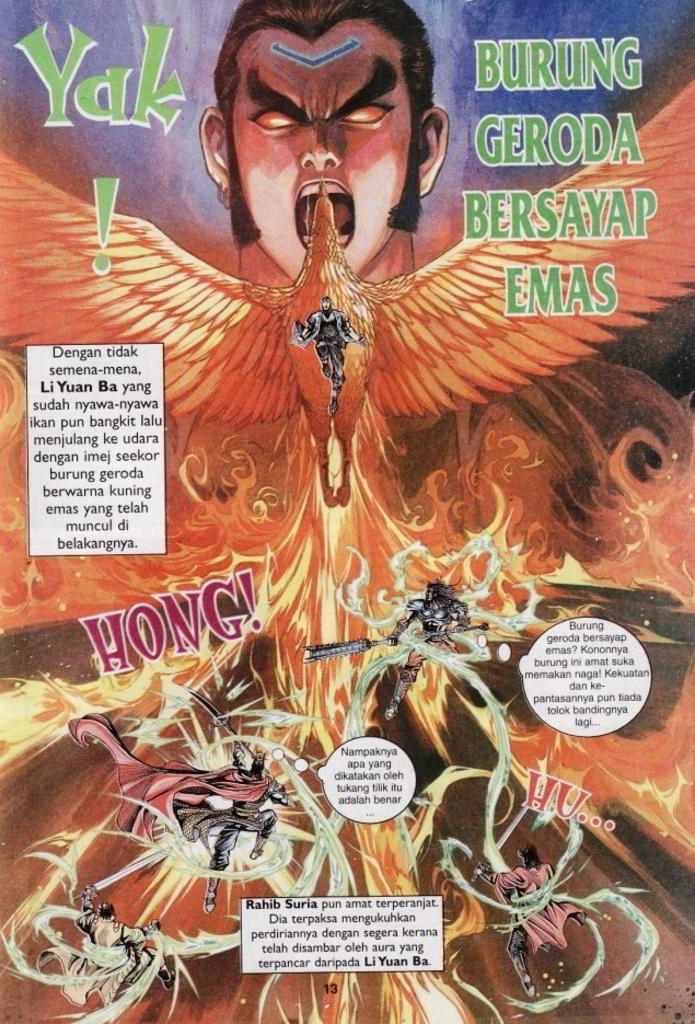 Yak
!
BURUNG
GERODA
BERSAYAP
EMAS
Dengan tidak
semena-mena,
Li Yuan Ba yang
sudah nyawa-nyawa
ikan pun bangkit lalu
menjulang ke udara
dengan imej seekor
burung geroda
berwarna kuning
emas yang telah
muncul di
belakangnya.
HONG!
Burung
geroda bersayap
emas? Kononnya
burung ini amat suka
memakan naga! Kekuatan
dan ke-
pantasannya pun tiada
tolok bandingnya
lagi...
Nampaknya
apa yang
dikatakan oleh
tukang tilik itu
adalah benar
...
HU...
Rahib Suria pun amat terperanjat.
Dia terpaksa mengukuhkan
perdiriannya dengan segera kerana
telah disambar oleh aura yang
terpancar daripada Li Yuan Ba.
13